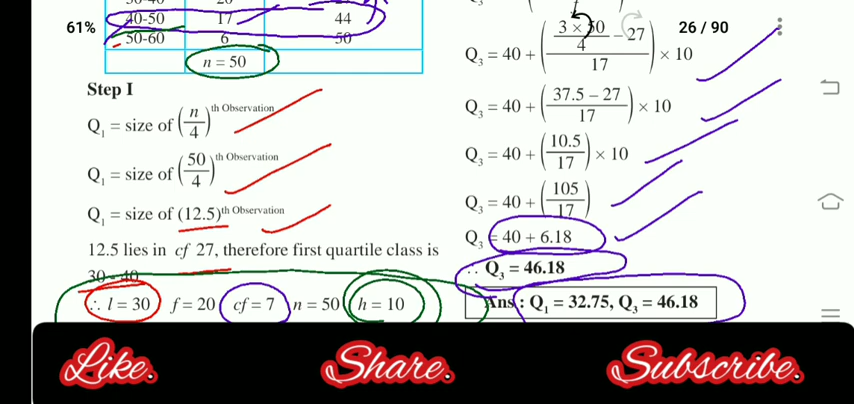 61%
40-50 17 44
50-60 6 50
n = 50
Step I
Q₁ = size of (n/4)th Observation
Q₁ = size of (50/4)th Observation
Q₁ = size of (12.5)th Observation
12.5 lies in cf 27, therefore first quartile class is
30 - 40
∴ l = 30 f = 20 cf = 7 n = 50 h = 10
26 / 90
Q₃ = 40 + ((3 × 50/4 - 27)/17) × 10
Q₃ = 40 + ((37.5 – 27)/17) × 10
Q₃ = 40 + (10.5/17) × 10
Q₃ = 40 + (105/17)
Q₃ = 40 + 6.18
∴ Q₃ = 46.18
Ans : Q₁ = 32.75, Q₃ = 46.18
Like. Share. Subscribe.